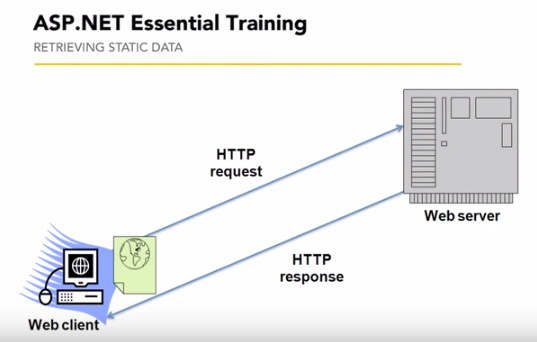 ASP.NET Essential Training
RETRIEVING STATIC DATA
HTTP
request
Web server
HTTP
response
Web client